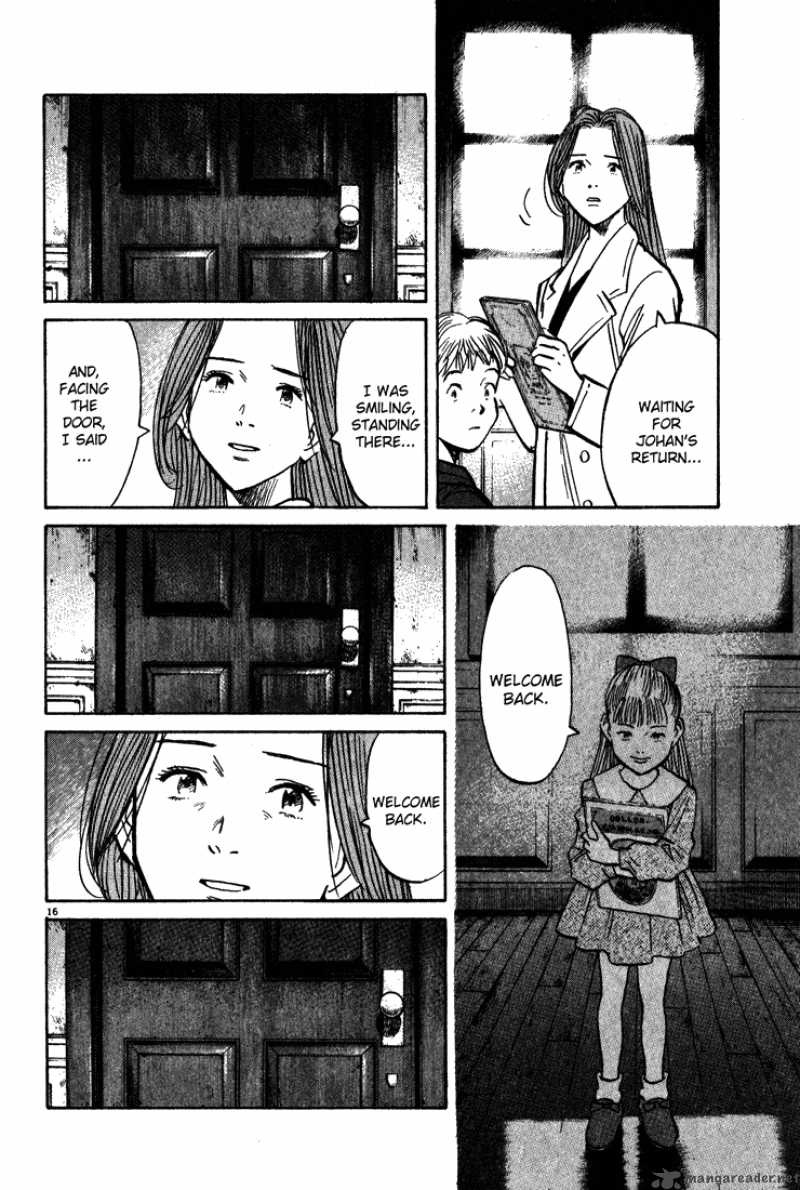 WAITING
FOR
JOHAN'S
RETURN...
I WAS
SMILING,
STANDING
THERE...
AND,
FACING
THE
DOOR,
I SAID
...
WELCOME
BACK.
WELCOME
BACK.
16
mangareader.net